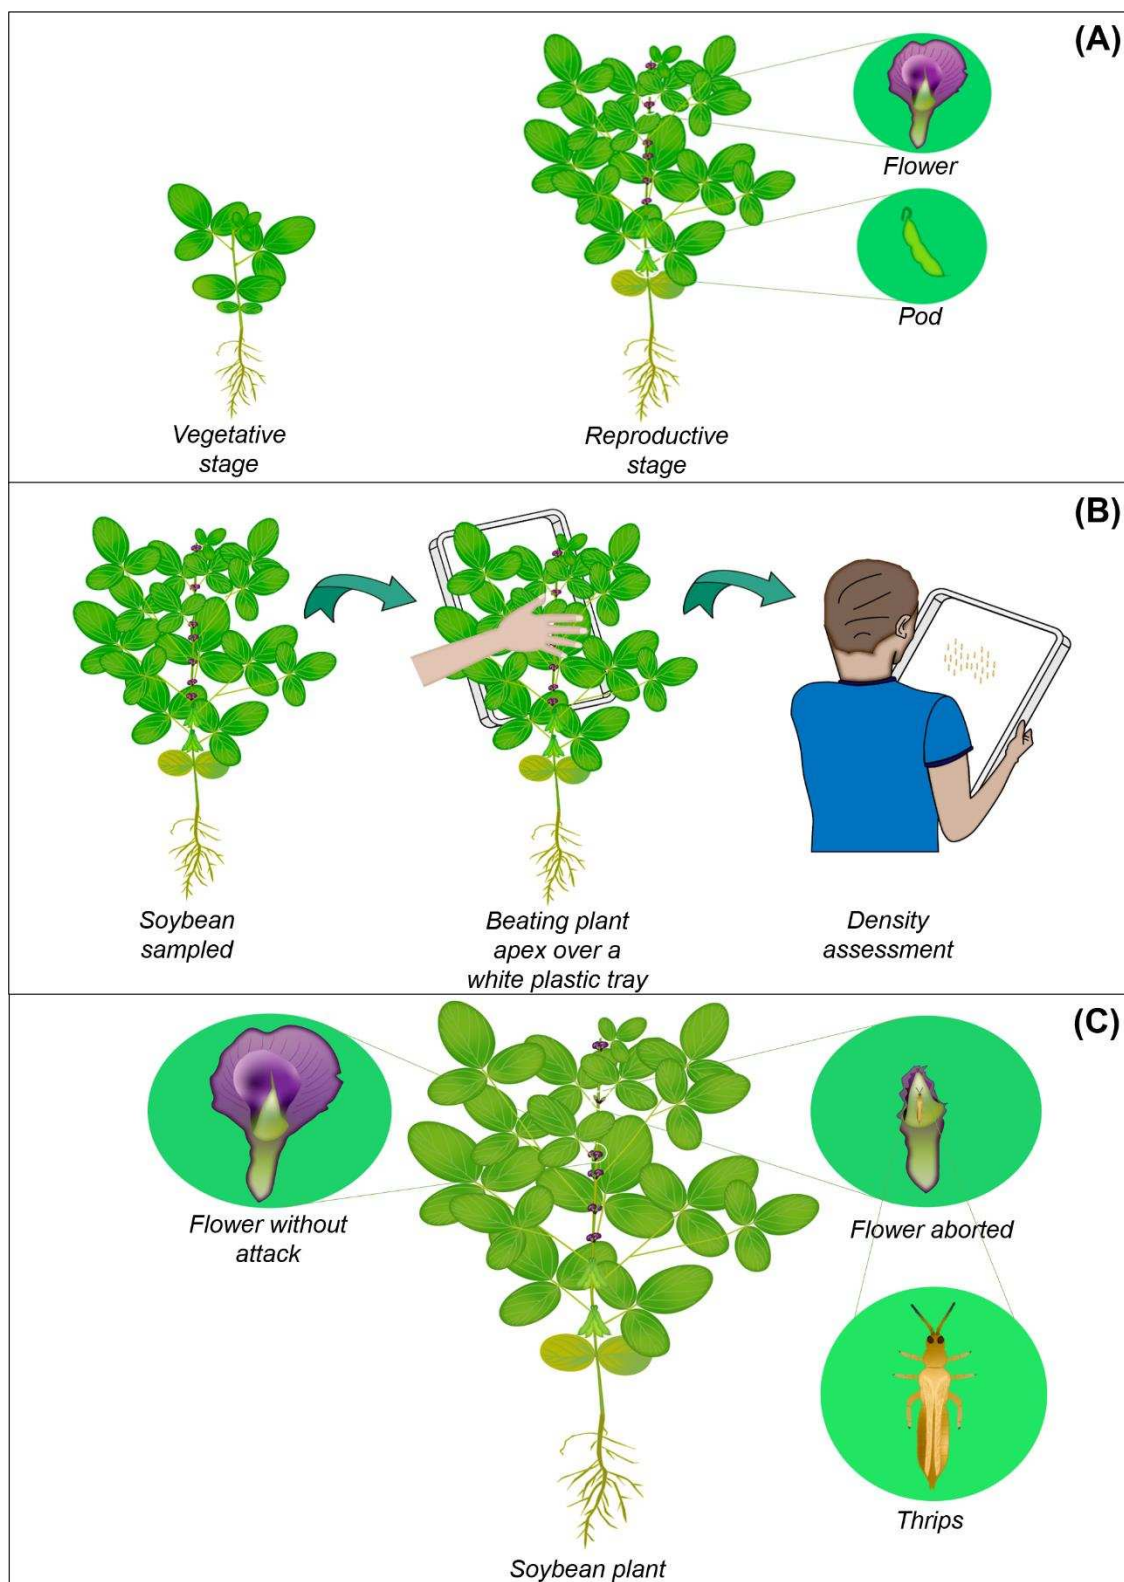 (A)
Flower
Pod
Vegetative
stage
Reproductive
stage
(B)
Soybean
sampled
Beating plant
apex over a
white plastic tray
Density
assessment
(C)
Flower without
attack
Flower aborted
Thrips
Soybean plant